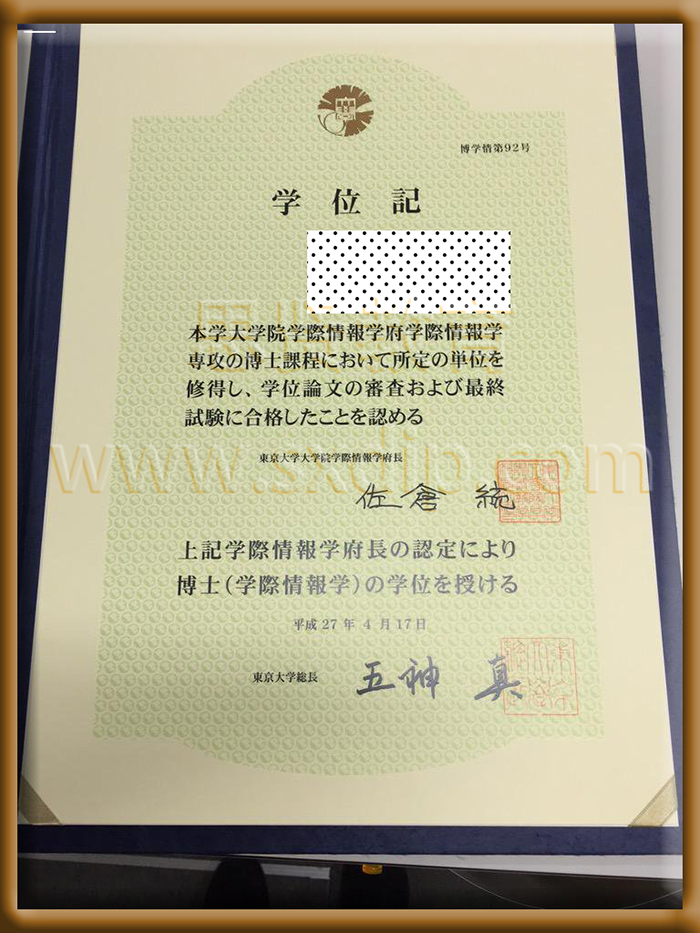 博学情第92号
学位記
本学大学院学際情報学府学際情報学
専攻の博士課程において所定の単位を
修得し、学位論文の審査および最終
試験に合格したことを認める
東京大学大学院学際情報学府長
佐倉 統
www.sxdip.com
上記学際情報学府長の認定により
博士(学際情報学)の学位を授ける
平成27年4月17日
東京大学総長
五神 真